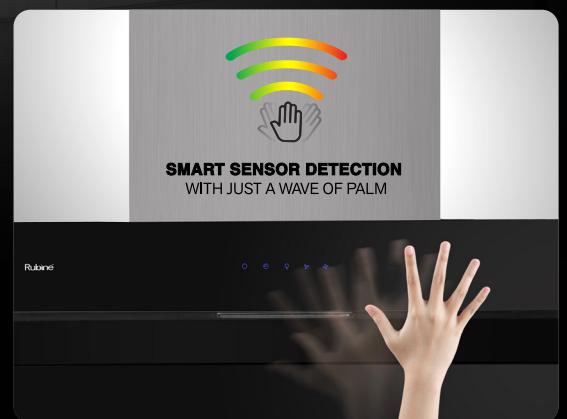 SMART SENSOR DETECTION
WITH JUST A WAVE OF PALM
Rubine